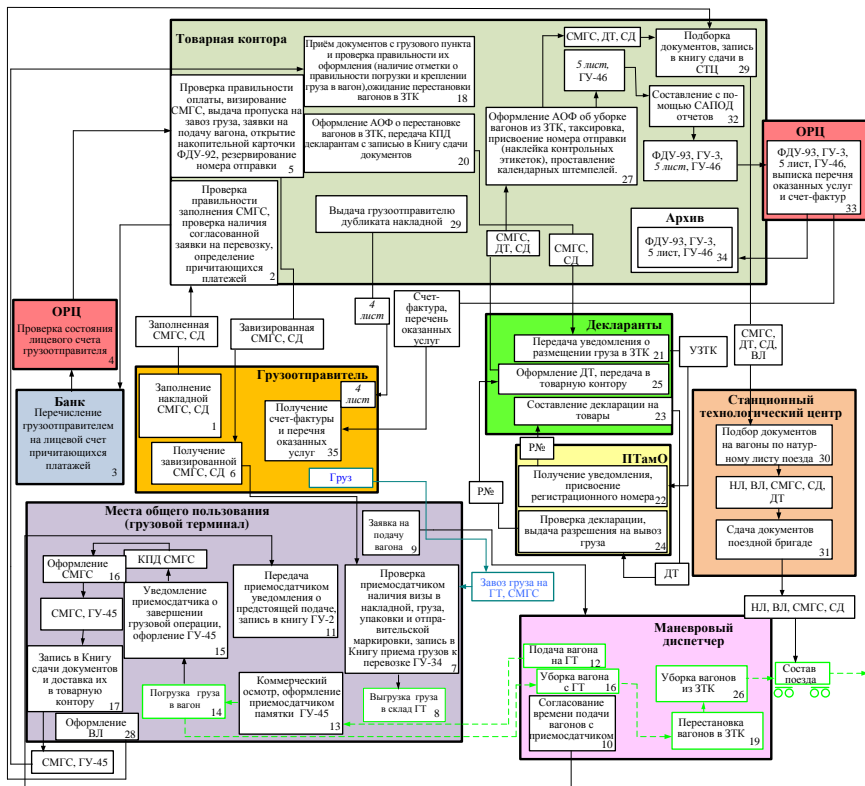 Товарная контора
Приём документов с грузового пункта
и проверка правильности их
оформления (наличие отметки о
правильности погрузки и креплении
груза в вагон),ожидание перестановки
вагонов в ЗТК
18
СМГС, ДТ, СД
Подборка
документов, запись
в книгу сдачи в
СТЦ
29
5 лист,
ГУ-46
Проверка правильности
оплаты, визирование
СМГС, выдача пропуска на
завоз груза, заявки на
подачу вагона, открытие
накопительной карточки
ФДУ-92, резервирование
номера отправки
5
Составление с по-
мощью САПОД
отчетов
32
Оформление АОФ о перестановке
вагонов в ЗТК, передача КПД
декларантам с записью в Книгу сдачи
документов
20
Оформление АОФ об уборке
вагонов из ЗТК, таксировка,
присвоение номера отправки
(наклейка контрольных
этикеток), проставление
календарных штемпелей.
27
ФДУ-93, ГУ-3,
5 лист, ГУ-46
ОРЦ
ФДУ-93, ГУ-3,
5 лист, ГУ-46,
выписка перечня
оказанных услуг
и счет-фактур
33
Проверка
правильности
заполнения СМГС,
проверка наличия
согласованной
заявки на перевозку,
определение
причитающихся
платежей
2
Выдача грузоотправителю
дубликата накладной
29
СМГС,
ДТ, СД
СМГС,
СД
Архив
ФДУ-93, ГУ-3,
5 лист, ГУ-46
34
ОРЦ
Проверка состояния
лицевого счета
грузоотправителя
4
Заполненная
СМГС, СД
Завизированная
СМГС, СД
4
лист
Счет-
фактура,
перечень
оказанных
услуг
Декларанты
Передача уведомления о
размещении груза в ЗТК
21
УЗТК
Оформление ДТ, передача в
товарную контору
25
Составление декларации на
товары
23
СМГС,
ДТ, СД,
ВЛ
Банк
Перечисление
грузоотправителем
на лицевой счет
причитающихся
платажей
3
Грузоотправитель
4
лист
Заполнение
накладной
СМГС, СД
1
Получение
счет-фактуры
и перечня
оказанных
услуг
35
Получение
завизированной
СМГС, СД
6
Груз
Р№
Р№
ПТамО
Получение уведомления,
присвоение
регистрационного номера
22
Проверка декларации,
выдача разрешения на вывоз
груза
24
ДТ
Станционный
технологический центр
Подбор документов
на вагоны по натур-
ному листу поезда
30
НЛ, ВЛ, СМГС, СД,
ДТ
Сдача документов
поездной бригаде
31
НЛ, ВЛ, СМГС, СД
Места общего пользования
(грузовой терминал)
Заявка на
подачу
вагона
9
Оформление
СМГС
16
КПД СМГС
СМГС, ГУ-45
Уведомление
приемосдатчика о
завершении
грузовой операции,
офорление ГУ-45
15
Передача
приемосдатчиком
уведомления о
предстоящей подаче,
запись в книгу ГУ-2
11
Проверка
приемосдатчиком
наличия визы в
накладной, груза,
упаковки и отпра-
вительской
маркировки, запись в
Книгу приема грузов к
перевозке ГУ-34
7
Завоз груза на
ГТ, СМГС
Запись в Книгу
сдачи документов
и доставка их
в товарную
контору
17
Погрузка груза
в вагон
14
Коммерческий
осмотр, оформление
приемосдатчиком
памятки ГУ-45
13
Выгрузка груза
в склад ГТ
8
Оформление
ВЛ
28
СМГС, ГУ-45
Маневровый
диспетчер
Подача вагона
на ГТ
12
Уборка вагона
с ГТ
16
Согласование
времени подачи
вагонов с
приемосдатчиком
10
Уборка вагонов
из ЗТК
26
Перестановка
вагонов в ЗТК
19
Состав
поезда